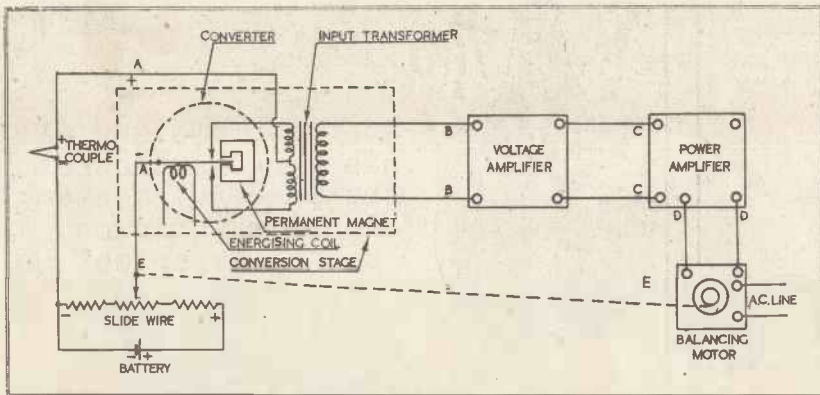 CONVERTER
INPUT TRANSFORMER
A
+
+
THERMO
COUPLE
-
A
B
B
VOLTAGE
AMPLIFIER
C
C
POWER
AMPLIFIER
D
D
PERMANENT MAGNET
ENERGISING COIL
CONVERSION STAGE
E
E
A.C. LINE
BALANCING
MOTOR
-
SLIDE WIRE
+
- +
BATTERY